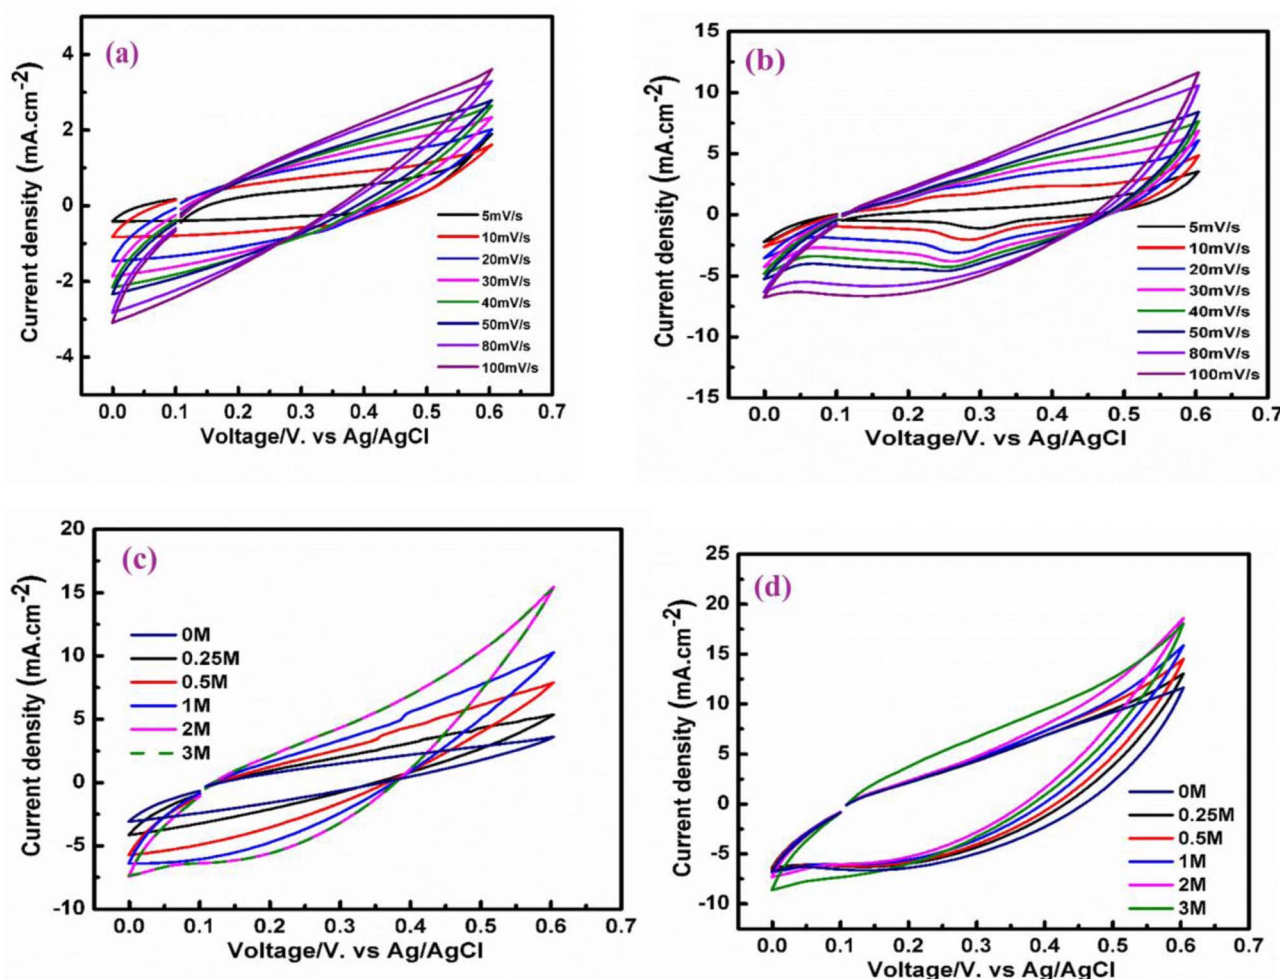 (a)
Current density (mA.cm-2)
4
2
0
-2
-4
5mV/s
10mV/s
20mV/s
30mV/s
40mV/s
50mV/s
80mV/s
100mV/s
0.0 0.1 0.2 0.3 0.4 0.5 0.6 0.7
Voltage/V. vs Ag/AgCl
(b)
Current density (mA.cm-2)
15
10
5
0
-5
-10
-15
5mV/s
10mV/s
20mV/s
30mV/s
40mV/s
50mV/s
80mV/s
100mV/s
0.0 0.1 0.2 0.3 0.4 0.5 0.6 0.7
Voltage/V. vs Ag/AgCl
(c)
Current density (mA.cm-2)
20
15
10
5
0
-5
-10
0M
0.25M
0.5M
1M
2M
3M
0.0 0.1 0.2 0.3 0.4 0.5 0.6 0.7
Voltage/V. vs Ag/AgCl
(d)
Current density (mA.cm-2)
25
20
15
10
5
0
-5
-10
0M
0.25M
0.5M
1M
2M
3M
0.0 0.1 0.2 0.3 0.4 0.5 0.6 0.7
Voltage/V. vs Ag/AgCl